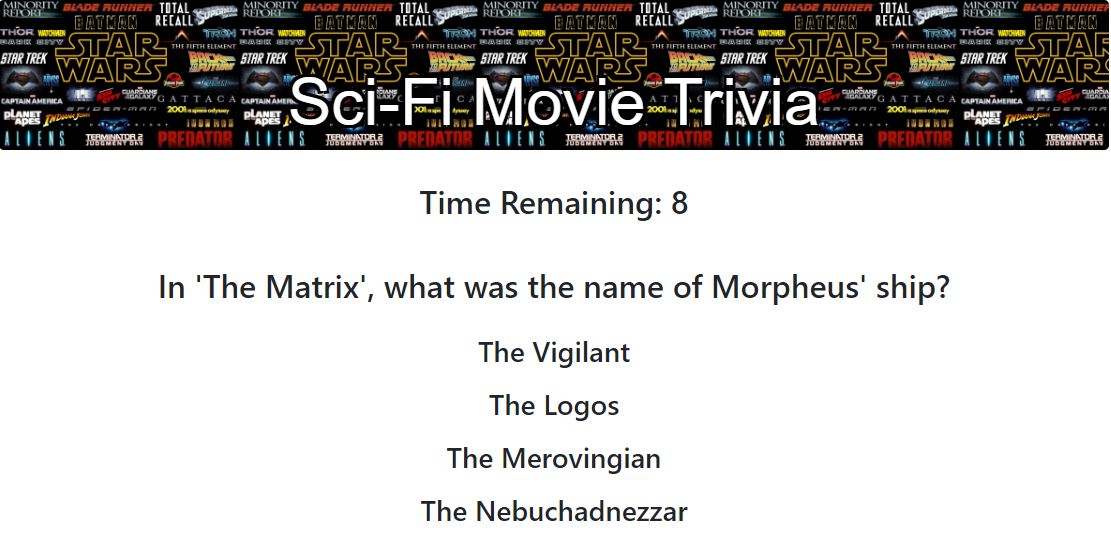 MINORITY REPORT BLADE RUNNER TOTAL RECALL SUPERMAN
BATMAN
THOR WATCHMEN STAR WARS TRON
DARK CITY THE FIFTH ELEMENT
STAR TREK BACK TO THE FUTURE
ALIENS
GUARDIANS OF THE GALAXY
CAPTAIN AMERICA SIN CITY GATTACA
2001: a space odyssey
PLANET OF THE APES INDIANA JONES SPIDER-MAN IRON MAN
ALIENS TERMINATOR 2 JUDGMENT DAY PREDATOR
Sci-Fi Movie Trivia
Time Remaining: 8
In 'The Matrix', what was the name of Morpheus' ship?
The Vigilant
The Logos
The Merovingian
The Nebuchadnezzar